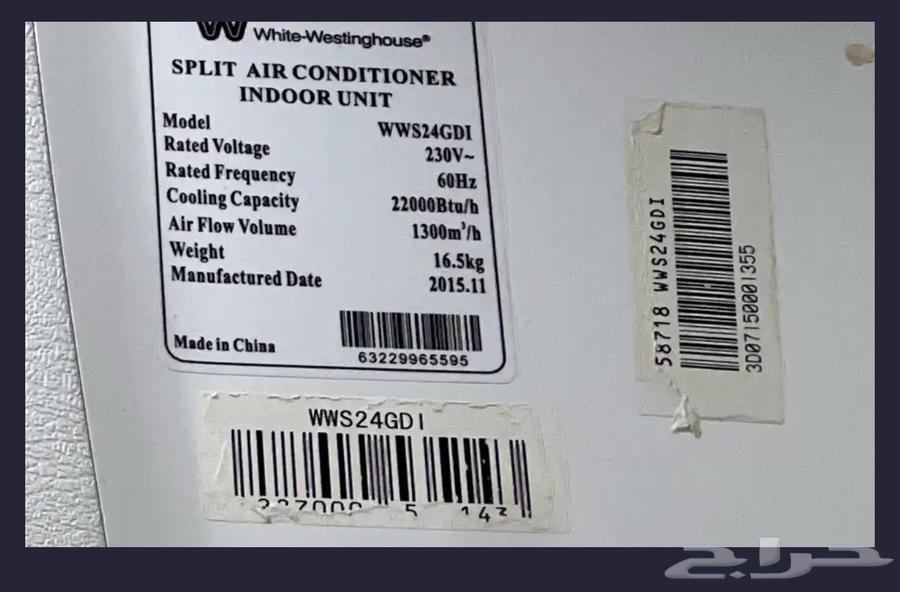 W White-Westinghouse®
SPLIT AIR CONDITIONER
INDOOR UNIT
Model WWS24GDI
Rated Voltage 230V~
Rated Frequency 60Hz
Cooling Capacity 22000Btu/h
Air Flow Volume 1300m³/h
Weight 16.5kg
Manufactured Date 2015.11
Made in China
63229965595
WWS24GDI
58718 WWS24GDI
3D07150001355
حراج